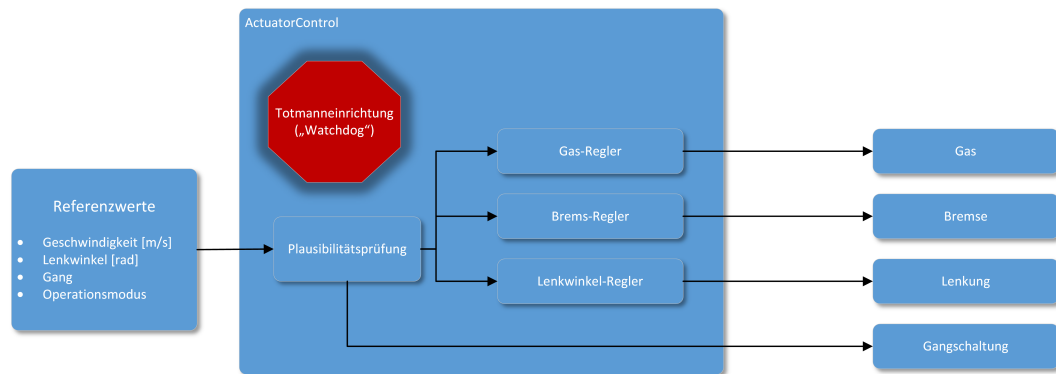 ActuatorControl
Totmanneinrichtung
(„Watchdog“)
Referenzwerte
• Geschwindigkeit [m/s]
• Lenkwinkel [rad]
• Gang
• Operationsmodus
Plausibilitätsprüfung
Gas-Regler
Brems-Regler
Lenkwinkel-Regler
Gas
Bremse
Lenkung
Gangschaltung